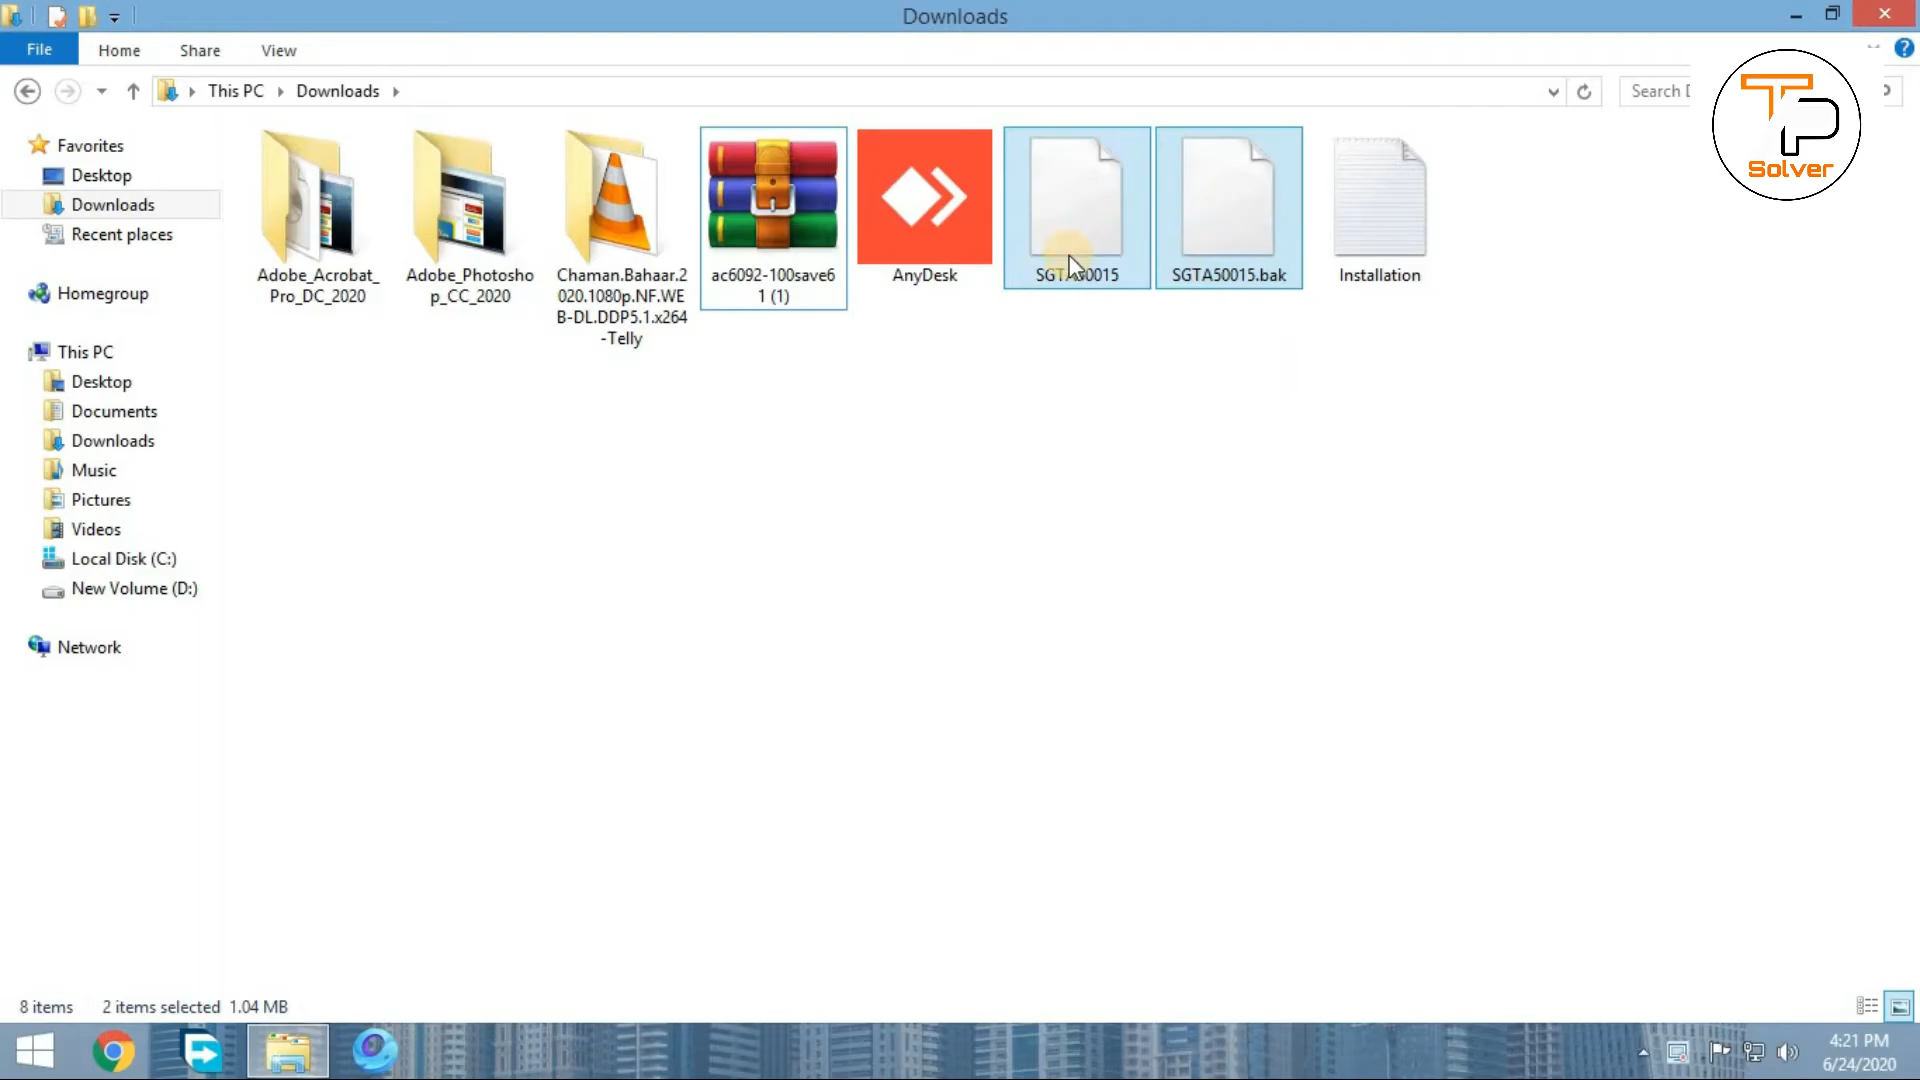 Downloads
File
Home
Share
View
This PC
Downloads
Search D
TP
Solver
Favorites
Desktop
Downloads
Recent places
Homegroup
This PC
Desktop
Documents
Downloads
Music
Pictures
Videos
Local Disk (C:)
New Volume (D:)
Network
Adobe_Acrobat_
Pro_DC_2020
Adobe_Photosho
p_CC_2020
Chaman.Bahaar.2
020.1080p.NF.WE
B-DL.DDP5.1.x264
-Telly
ac6092-100save6
1 (1)
AnyDesk
SGTA50015
SGTA50015.bak
Installation
8 items
2 items selected
1.04 MB
4:21 PM
6/24/2020